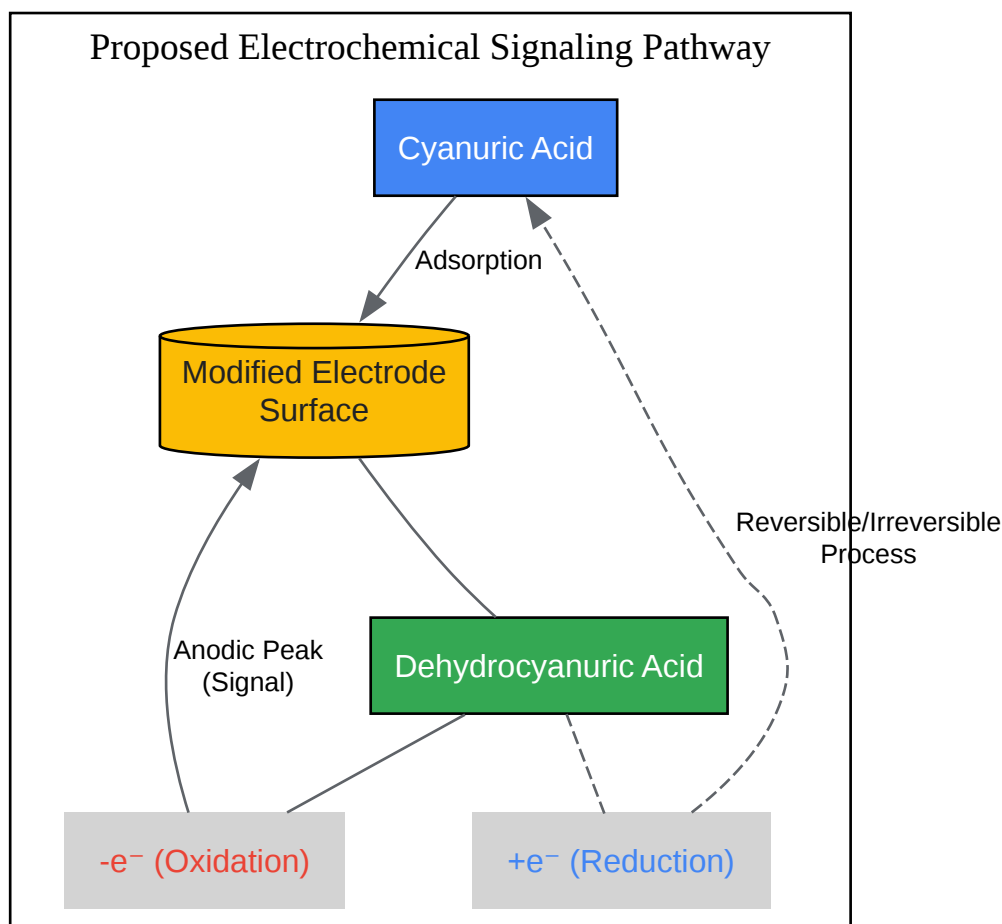 Proposed Electrochemical Signaling Pathway
Cyanuric Acid
Adsorption
Modified Electrode
Surface
Reversible/Irreversible
Process
Anodic Peak
(Signal)
Dehydrocyanuric Acid
-e⁻ (Oxidation)
+e⁻ (Reduction)